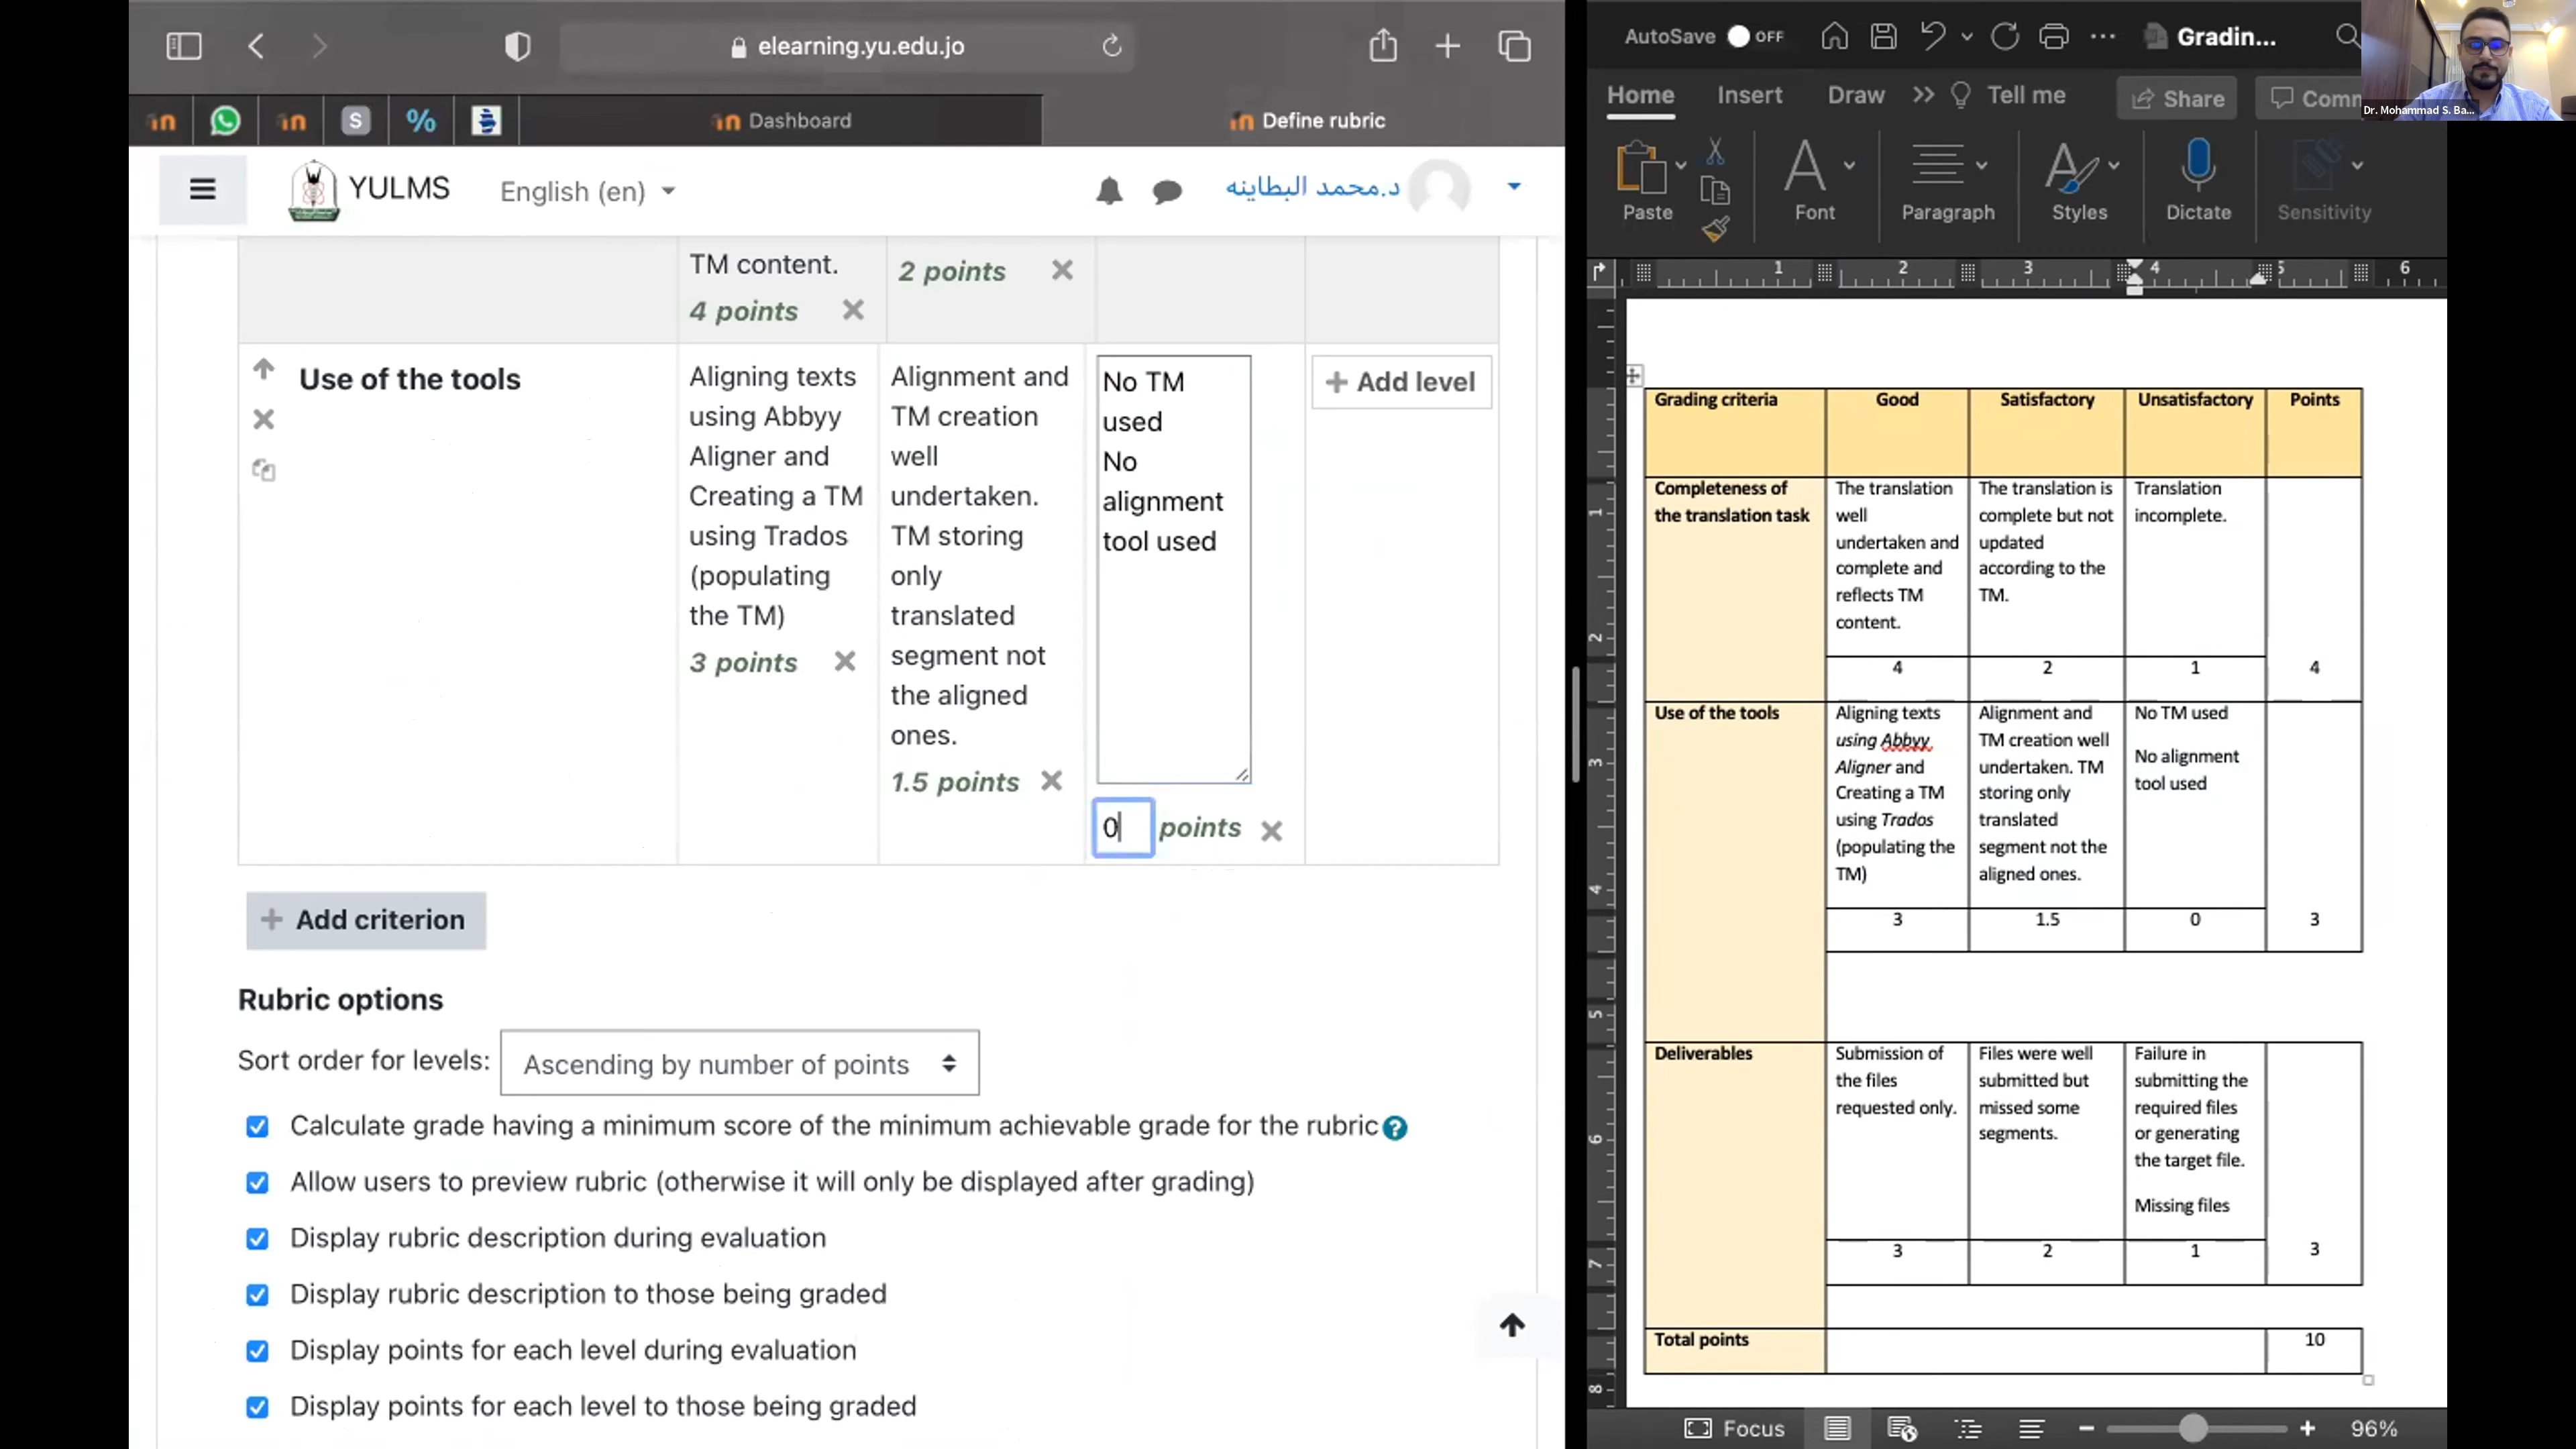 elearning.yu.edu.jo
S
%
Dashboard
Define rubric
YULMS
English (en)
د.محمد البطاينه
TM content.
4 points
2 points
Use of the tools
Aligning texts
using Abbyy
Aligner and
Creating a TM
using Trados
(populating
the TM)
3 points
Alignment and
TM creation
well
undertaken.
TM storing
only
translated
segment not
the aligned
ones.
1.5 points
No TM
used
No
alignment
tool used
0 points
+ Add level
+ Add criterion
Rubric options
Sort order for levels:
Ascending by number of points
Calculate grade having a minimum score of the minimum achievable grade for the rubric ?
Allow users to preview rubric (otherwise it will only be displayed after grading)
Display rubric description during evaluation
Display rubric description to those being graded
Display points for each level during evaluation
Display points for each level to those being graded
AutoSave OFF
Gradin...
Dr. Mohammad S. Ba...
Home
Insert
Draw
Tell me
Share
Comm
Paste
Font
Paragraph
Styles
Dictate
Sensitivity
1 2 3 4 5 6
1
2
3
4
5
6
7
8
Grading criteria
Good
Satisfactory
Unsatisfactory
Points
Completeness of
the translation task
The translation
well
undertaken and
complete and
reflects TM
content.
The translation is
complete but not
updated
according to the
TM.
Translation
incomplete.
4
2
1
4
Use of the tools
Aligning texts
using Abbyy
Aligner and
Creating a TM
using Trados
(populating the
TM)
Alignment and
TM creation well
undertaken. TM
storing only
translated
segment not the
aligned ones.
No TM used
No alignment
tool used
3
1.5
0
3
Deliverables
Submission of
the files
requested only.
Files were well
submitted but
missed some
segments.
Failure in
submitting the
required files
or generating
the target file.
Missing files
3
2
1
3
Total points
10
Focus
96%